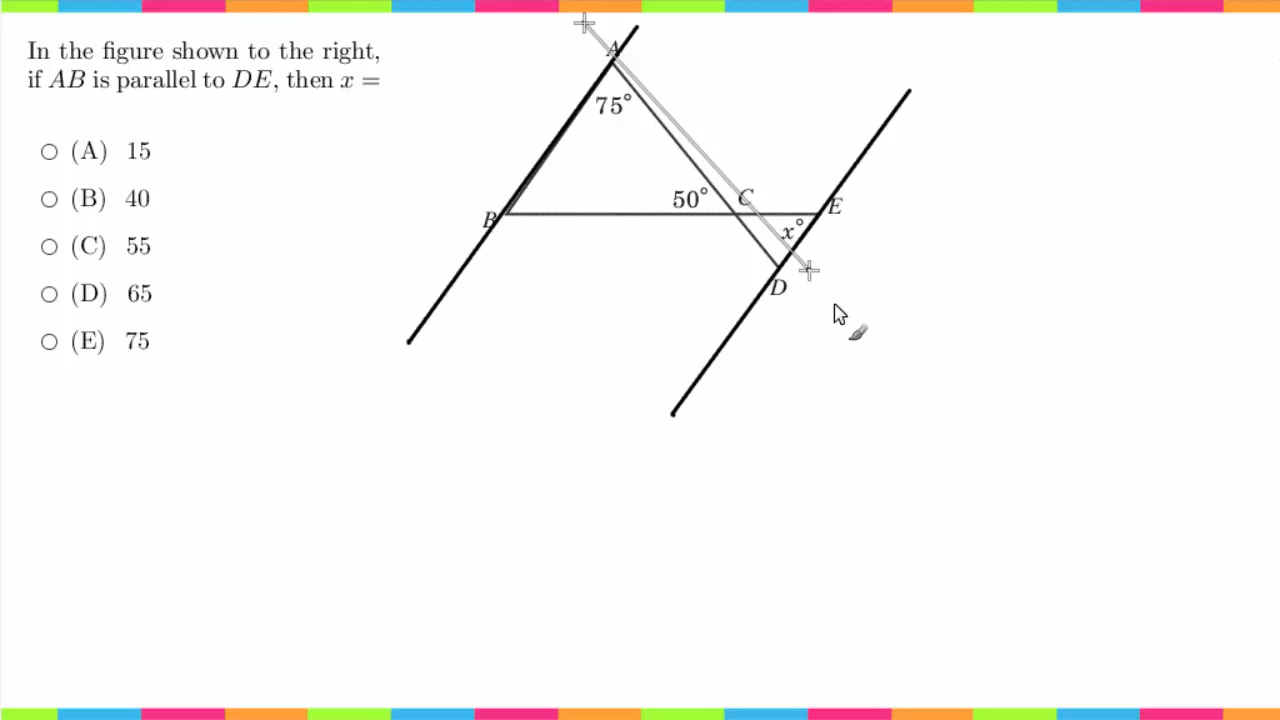 In the figure shown to the right,
if AB is parallel to DE, then x =
(A) 15
(B) 40
(C) 55
(D) 65
(E) 75
A
75°
50°
C
B
E
x°
D